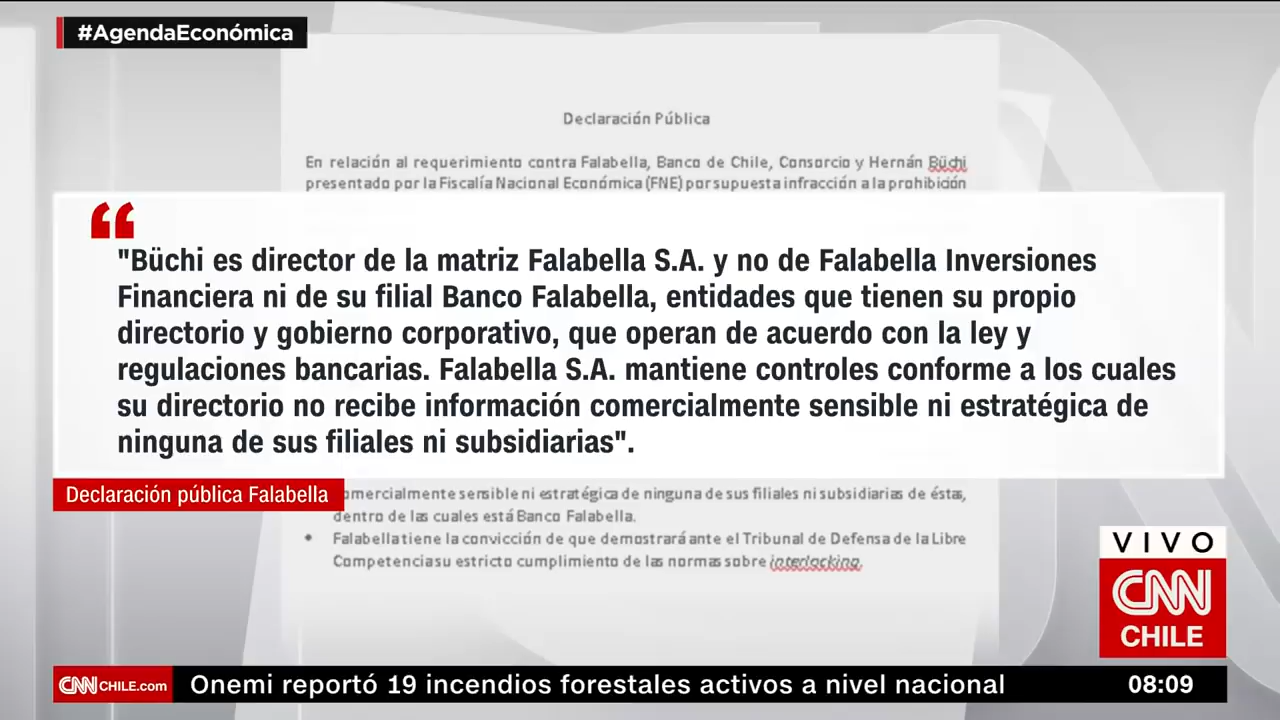 #AgendaEconómica
Declaración Pública
En relación al requerimiento contra Falabella, Banco de Chile, Consorcio y Hernán Büchi
presentado por la Fiscalía Nacional Económica (FNE) por supuesta infracción a la prohibición
"Büchi es director de la matriz Falabella S.A. y no de Falabella Inversiones
Financiera ni de su filial Banco Falabella, entidades que tienen su propio
directorio y gobierno corporativo, que operan de acuerdo con la ley y
regulaciones bancarias. Falabella S.A. mantiene controles conforme a los cuales
su directorio no recibe información comercialmente sensible ni estratégica de
ninguna de sus filiales ni subsidiarias".
Declaración pública Falabella
comercialmente sensible ni estratégica de ninguna de sus filiales ni subsidiarias de éstas,
dentro de las cuales está Banco Falabella.
• Falabella tiene la convicción de que demostrará ante el Tribunal de Defensa de la Libre
Competencia su estricto cumplimiento de las normas sobre interlocking.
VIVO
CNN
CHILE
CNNCHILE.com
Onemi reportó 19 incendios forestales activos a nivel nacional
08:09